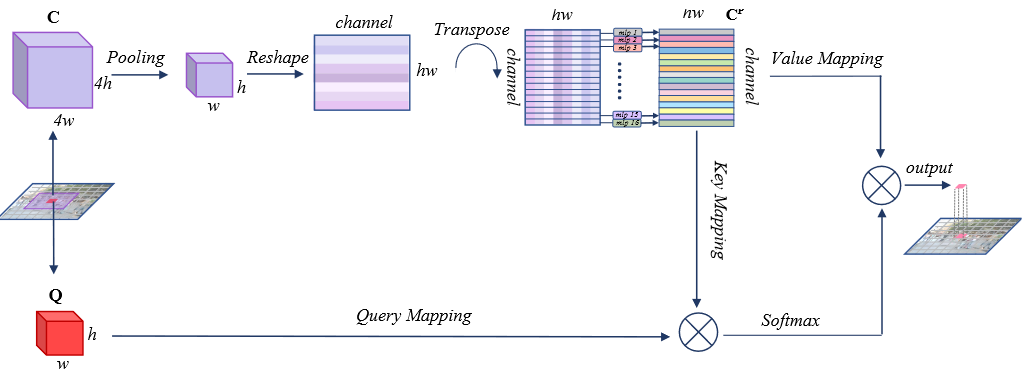 C
4h
4w
Pooling
h
w
Reshape
channel
hw
Transpose
hw
channel
mlp 1
mlp 2
mlp 3
mlp 15
mlp 16
hw
C^P
channel
Value Mapping
Key Mapping
output
Q
h
w
Query Mapping
Softmax